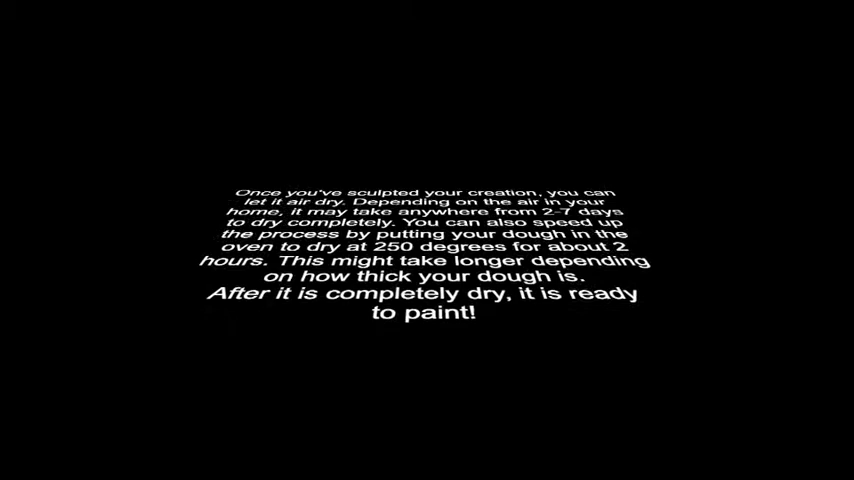 Once you've sculpted your creation, you can
let it air dry. Depending on the air in your
home, it may take anywhere from 2-7 days
to dry completely. You can also speed up
the process by putting your dough in the
oven to dry at 250 degrees for about 2
hours. This might take longer depending
on how thick your dough is.
After it is completely dry, it is ready
to paint!